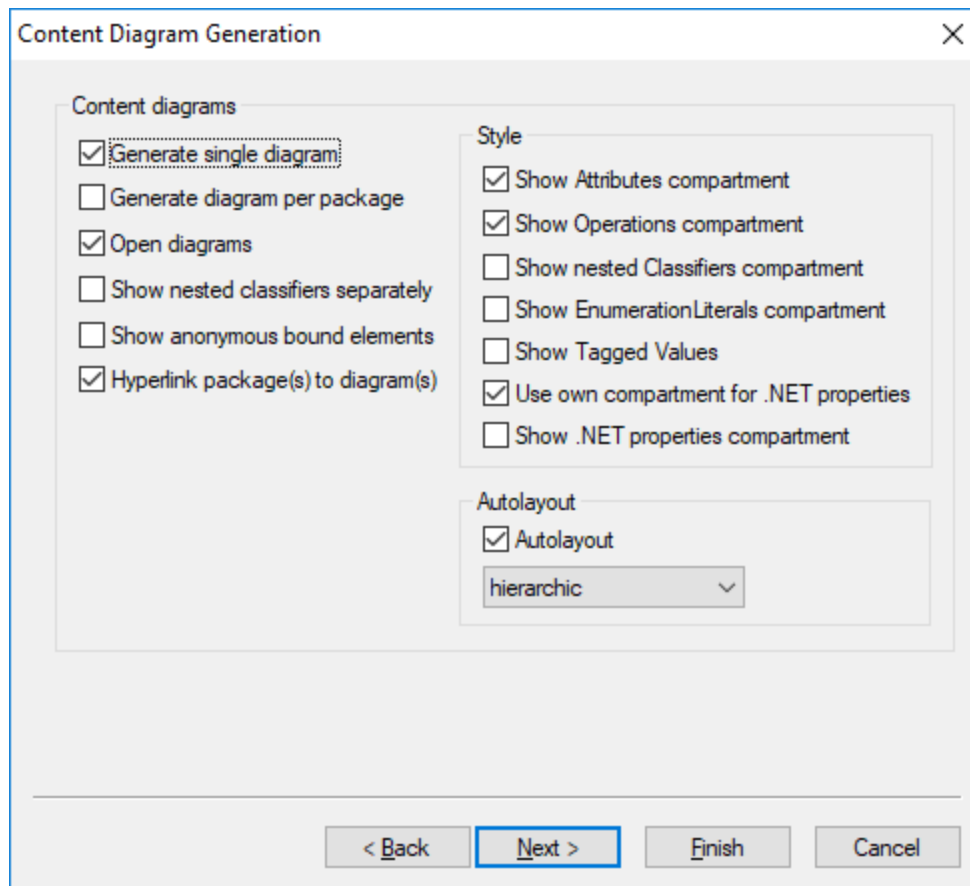 Content Diagram Generation
Content diagrams
Generate single diagram
Generate diagram per package
Open diagrams
Show nested classifiers separately
Show anonymous bound elements
Hyperlink package(s) to diagram(s)
Style
Show Attributes compartment
Show Operations compartment
Show nested Classifiers compartment
Show EnumerationLiterals compartment
Show Tagged Values
Use own compartment for .NET properties
Show .NET properties compartment
Autolayout
Autolayout
hierarchic
< Back
Next >
Finish
Cancel